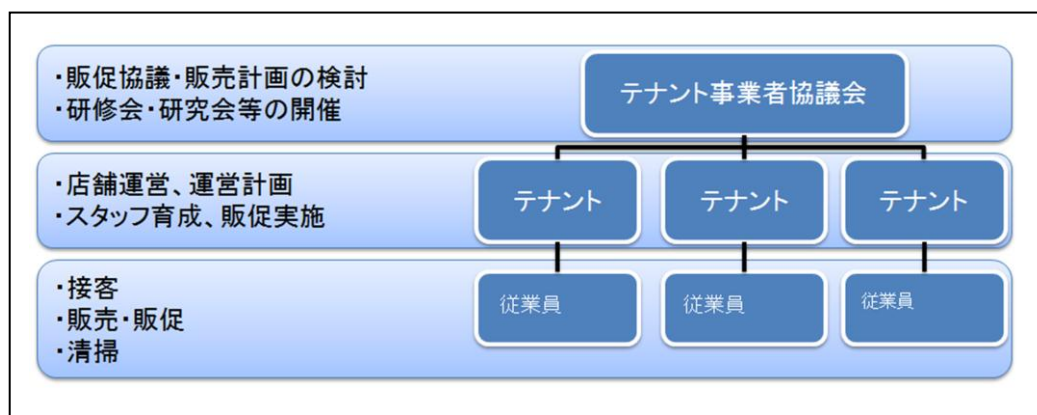 ・販促協議・販売計画の検討
・研修会・研究会等の開催
テナント事業者協議会
・店舗運営、運営計画
・スタッフ育成、販促実施
テナント
テナント
テナント
・接客
・販売・販促
・清掃
従業員
従業員
従業員